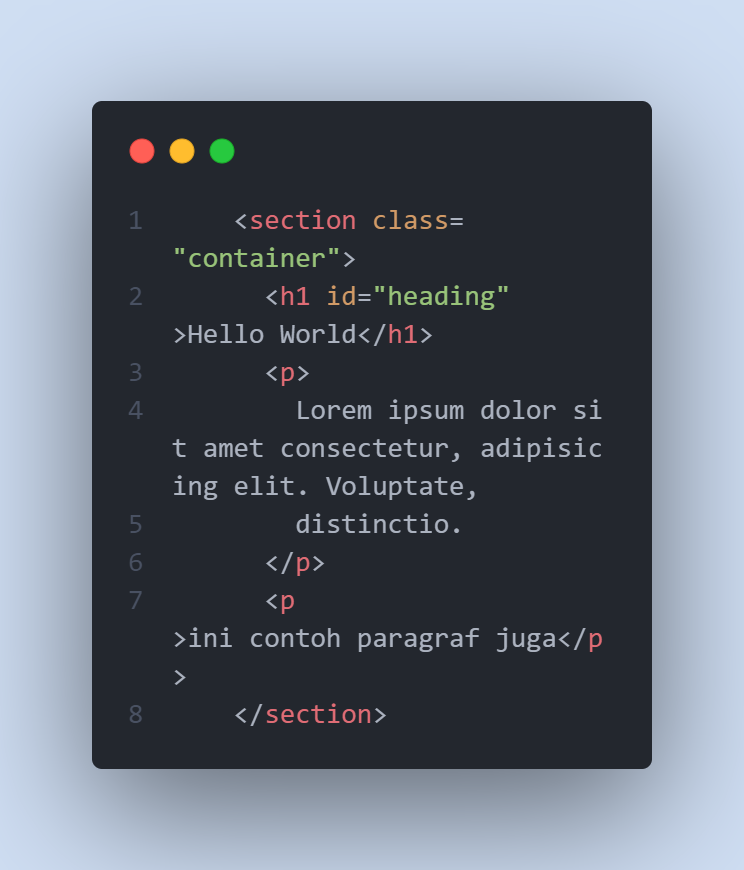 1 <section class=
"container">
2 <h1 id="heading"
>Hello World</h1>
3 <p>
4 Lorem ipsum dolor si
t amet consectetur, adipisic
ing elit. Voluptate,
5 distinctio.
6 </p>
7 <p
>ini contoh paragraf juga</p
>
8 </section>